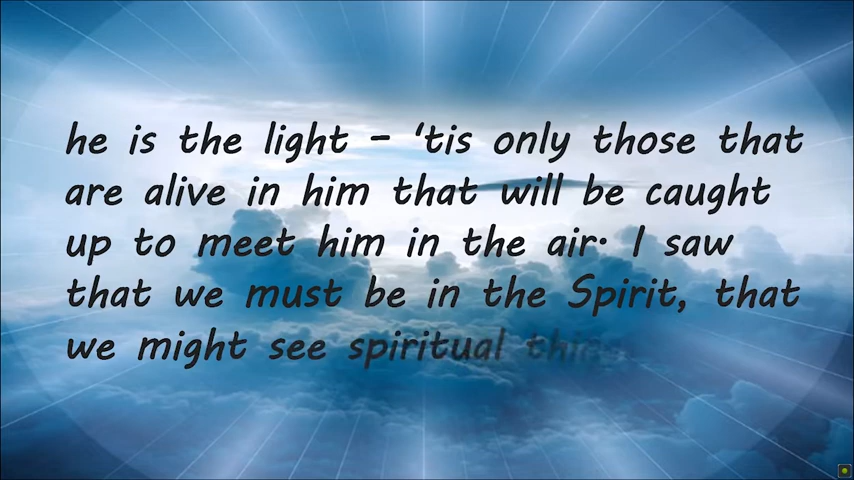 he is the light - 'tis only those that
are alive in him that will be caught
up to meet him in the air. I saw
that we must be in the Spirit, that
we might see spiritual